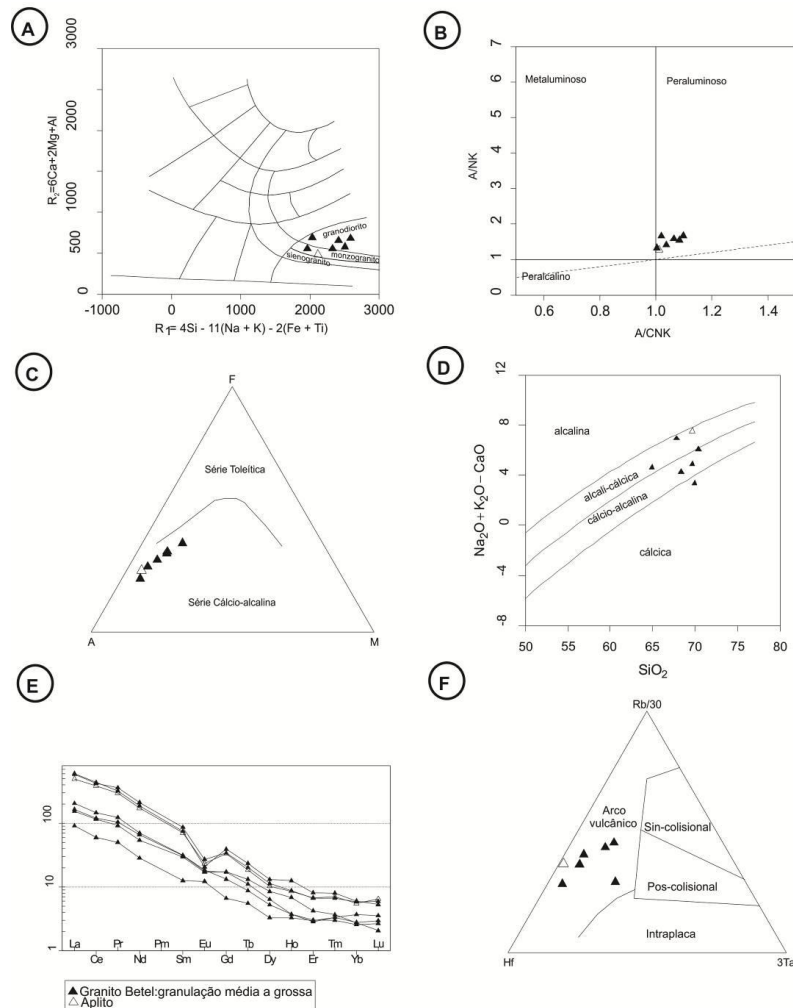 A
3000
2000
1000
500
0
R2=6Ca+2Mg+Al
granodiorito
sienogranito
monzogranito
-1000
0
1000
2000
3000
R1= 4Si - 11(Na + K) - 2(Fe + Ti)
B
7
6
5
4
3
2
1
0
A/NK
Metaluminoso
Peraluminoso
Peralcalino
0.6
0.8
1.0
1.2
1.4
A/CNK
C
F
Série Toleítica
Série Cálcio-alcalina
A
M
D
12
8
4
0
-4
-8
Na2O + K2O – CaO
alcalina
alcali-cálcica
cálcio-alcalina
cálcica
50
55
60
65
70
75
80
SiO2
E
100
10
1
La
Pr
Pm
Eu
Tb
Ho
Tm
Lu
Ce
Nd
Sm
Gd
Dy
Er
Yb
Granito Betel:granulação média a grossa
Aplito
F
Rb/30
Arco
vulcânico
Sin-colisional
Pos-colisional
Intraplaca
Hf
3Ta